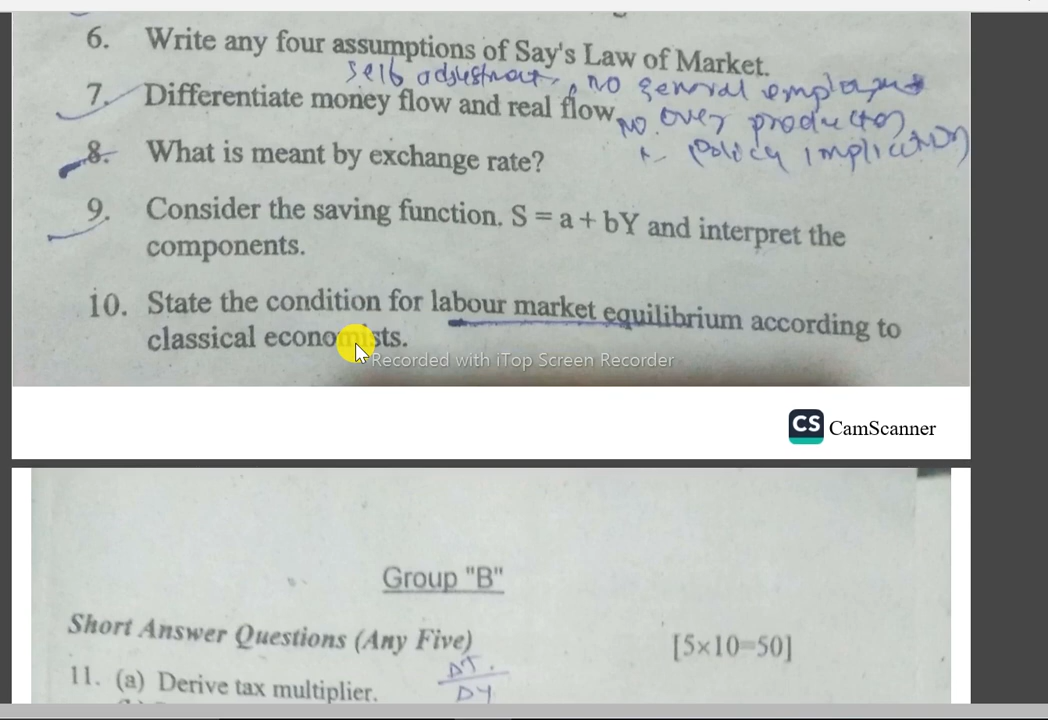 6. Write any four assumptions of Say's Law of Market.
self adjustment, no general employment
7. Differentiate money flow and real flow.
no over production
8. What is meant by exchange rate?
policy implication
9. Consider the saving function. S = a + bY and interpret the
components.
10. State the condition for labour market equilibrium according to
classical economists.
Recorded with iTop Screen Recorder
CS CamScanner
Group "B"
Short Answer Questions (Any Five) [5×10=50]
11. (a) Derive tax multiplier. ΔT. / DY